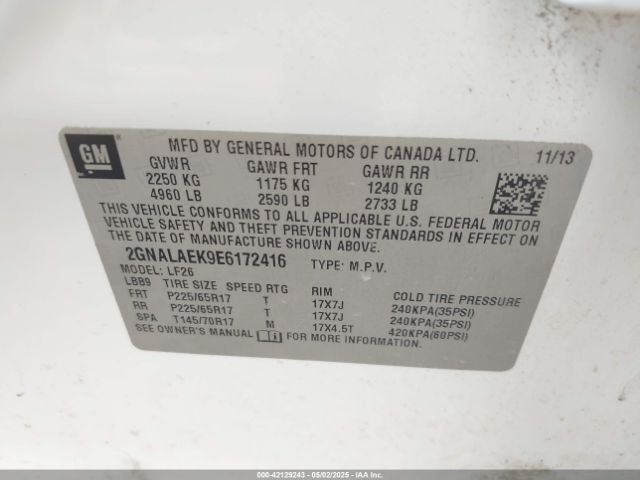 GM
MFD BY GENERAL MOTORS OF CANADA LTD. 11/13
GVWR GAWR FRT GAWR RR
2250 KG 1175 KG 1240 KG
4960 LB 2590 LB 2733 LB
THIS VEHICLE CONFORMS TO ALL APPLICABLE U.S. FEDERAL MOTOR
VEHICLE SAFETY AND THEFT PREVENTION STANDARDS IN EFFECT ON
THE DATE OF MANUFACTURE SHOWN ABOVE.
2GNALAEK9E6172416 TYPE: M.P.V.
MODEL: LF26
LBB9 TIRE SIZE SPEED RTG RIM COLD TIRE PRESSURE
FRT P225/65R17 T 17X7J 240KPA(35PSI)
RR P225/65R17 T 17X7J 240KPA(35PSI)
SPA T145/70R17 M 17X4.5T 420KPA(60PSI)
SEE OWNER'S MANUAL FOR MORE INFORMATION.
000-42129243 05/02/2025 IAAI.COM